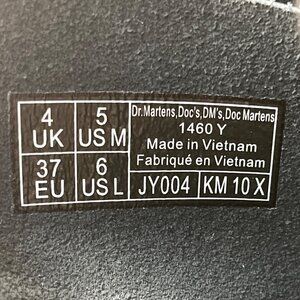 4 UK
5 US M
37 EU
6 US L
Dr.Martens,Doc's,DM's,Doc Martens
1460 Y
Made in Vietnam
Fabriqué en Vietnam
JY004
KM 10 X